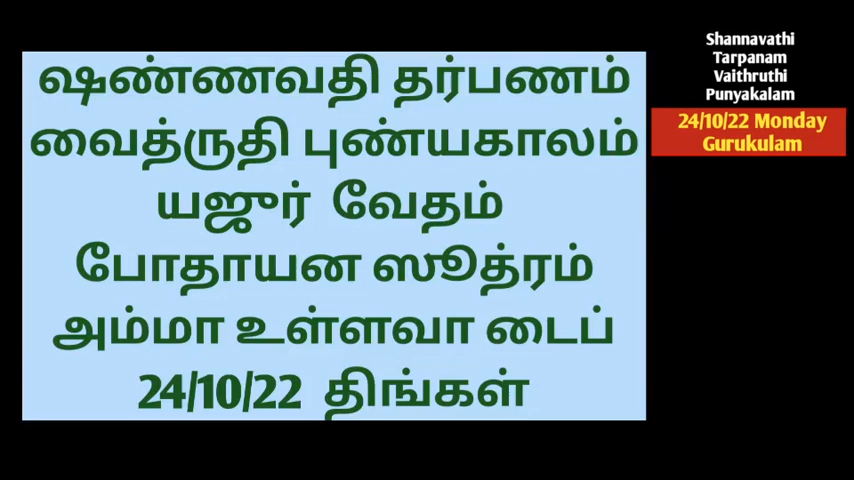 ஷண்ணவதி தர்பணம்
வைத்ருதி புண்யகாலம்
யஜுர் வேதம்
போதாயன ஸூத்ரம்
அம்மா உள்ளவா டைப்
24/10/22 திங்கள்
Shannavathi
Tarpanam
Vaithruthi
Punyakalam
24/10/22 Monday
Gurukulam